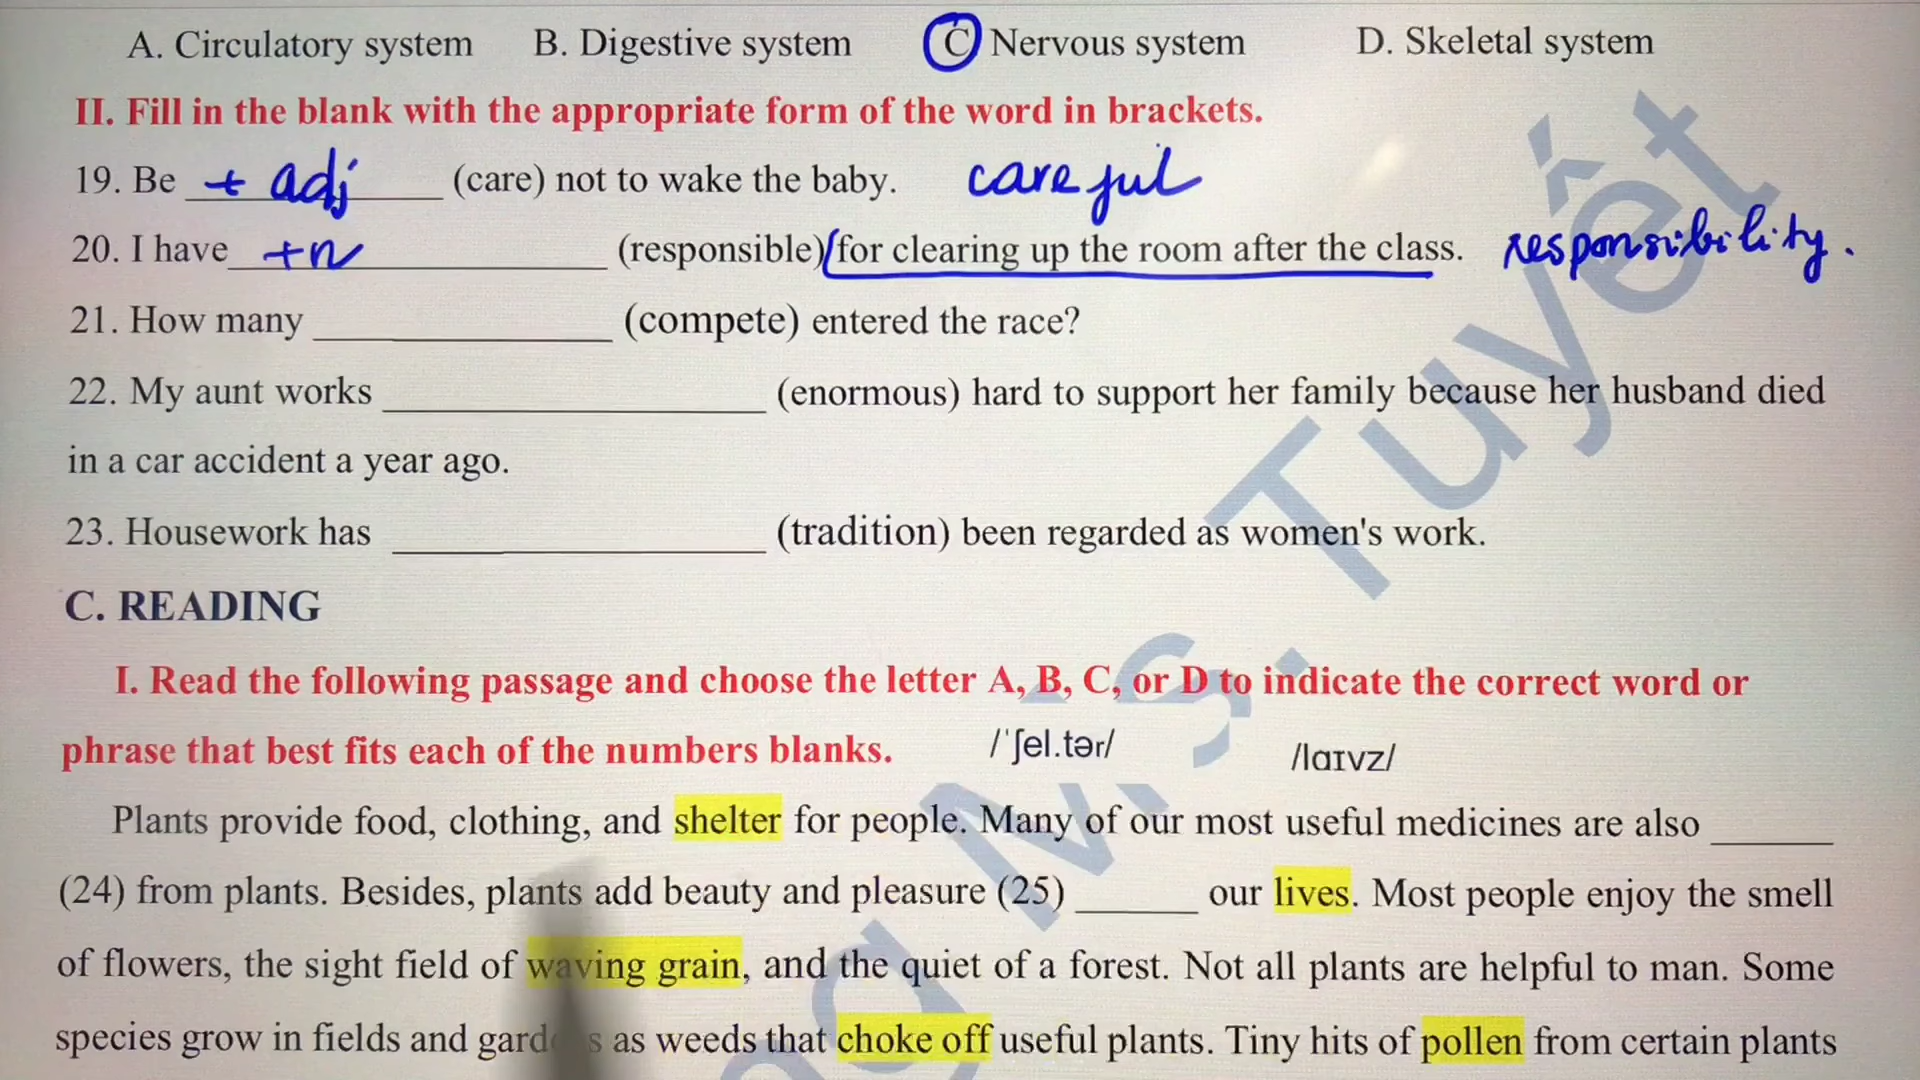 A. Circulatory system B. Digestive system C Nervous system D. Skeletal system
II. Fill in the blank with the appropriate form of the word in brackets.
19. Be + adj (care) not to wake the baby. careful
20. I have + n (responsible) for clearing up the room after the class. responsibility.
21. How many ____________ (compete) entered the race?
22. My aunt works ____________ (enormous) hard to support her family because her husband died
in a car accident a year ago.
23. Housework has ____________ (tradition) been regarded as women's work.
C. READING
I. Read the following passage and choose the letter A, B, C, or D to indicate the correct word or
phrase that best fits each of the numbers blanks. /ˈʃel.tər/ /laɪvz/
Plants provide food, clothing, and shelter for people. Many of our most useful medicines are also ______
(24) from plants. Besides, plants add beauty and pleasure (25) ______ our lives. Most people enjoy the smell
of flowers, the sight field of waving grain, and the quiet of a forest. Not all plants are helpful to man. Some
species grow in fields and as weeds that choke off useful plants. Tiny hits of pollen from certain plants
Ms. Tuyết